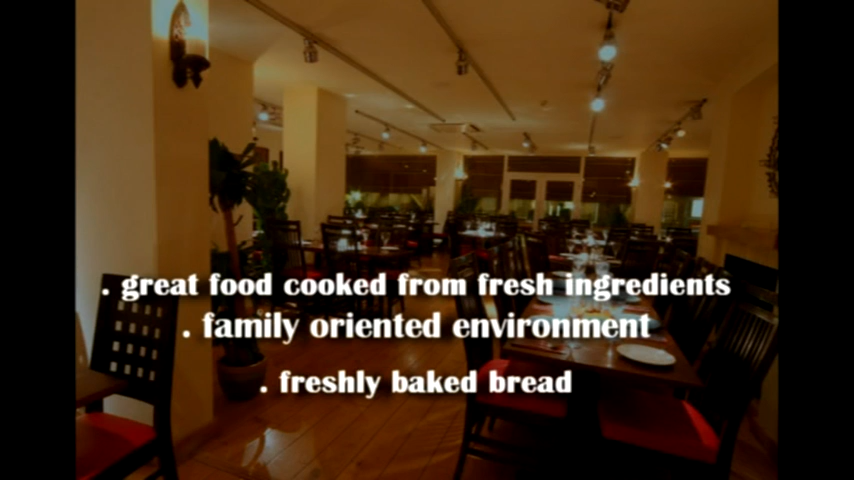 . great food cooked from fresh ingredients
. family oriented environment
. freshly baked bread